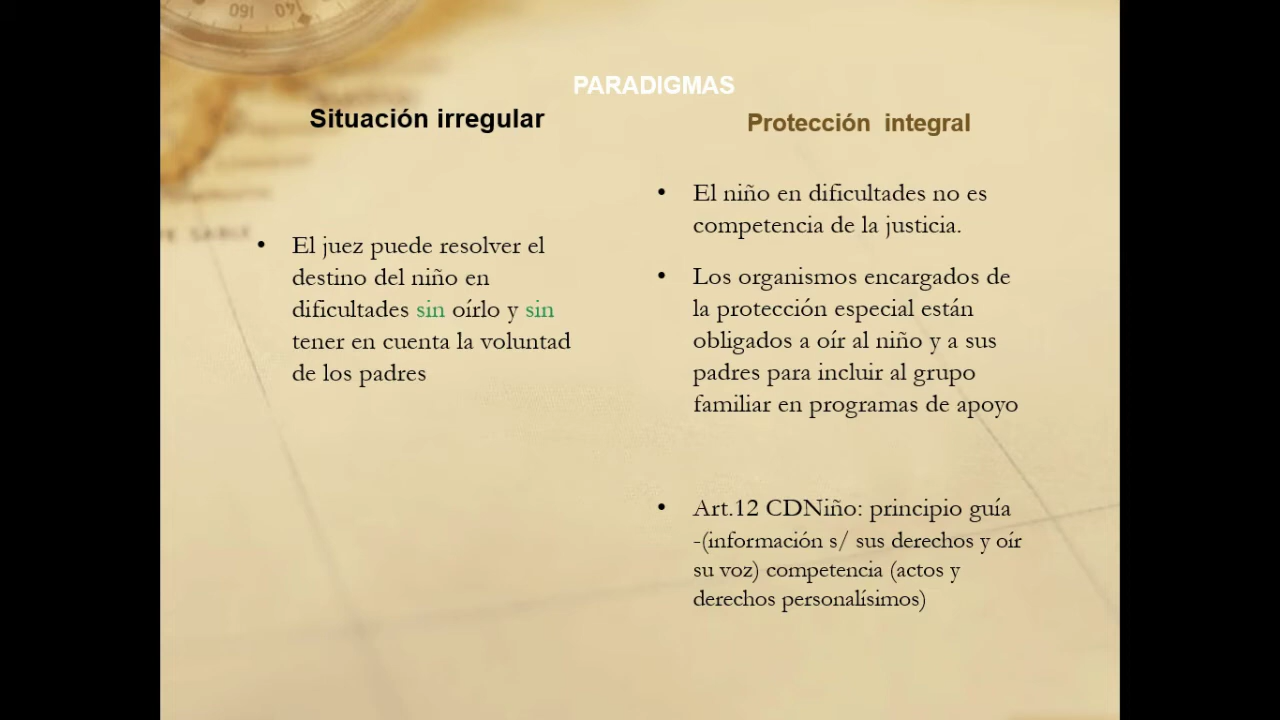 PARADIGMAS
Situación irregular
• El juez puede resolver el
destino del niño en
dificultades sin oírlo y sin
tener en cuenta la voluntad
de los padres
Protección integral
• El niño en dificultades no es
competencia de la justicia.
• Los organismos encargados de
la protección especial están
obligados a oír al niño y a sus
padres para incluir al grupo
familiar en programas de apoyo
• Art.12 CDNiño: principio guía
-(información s/ sus derechos y oír
su voz) competencia (actos y
derechos personalísimos)
160